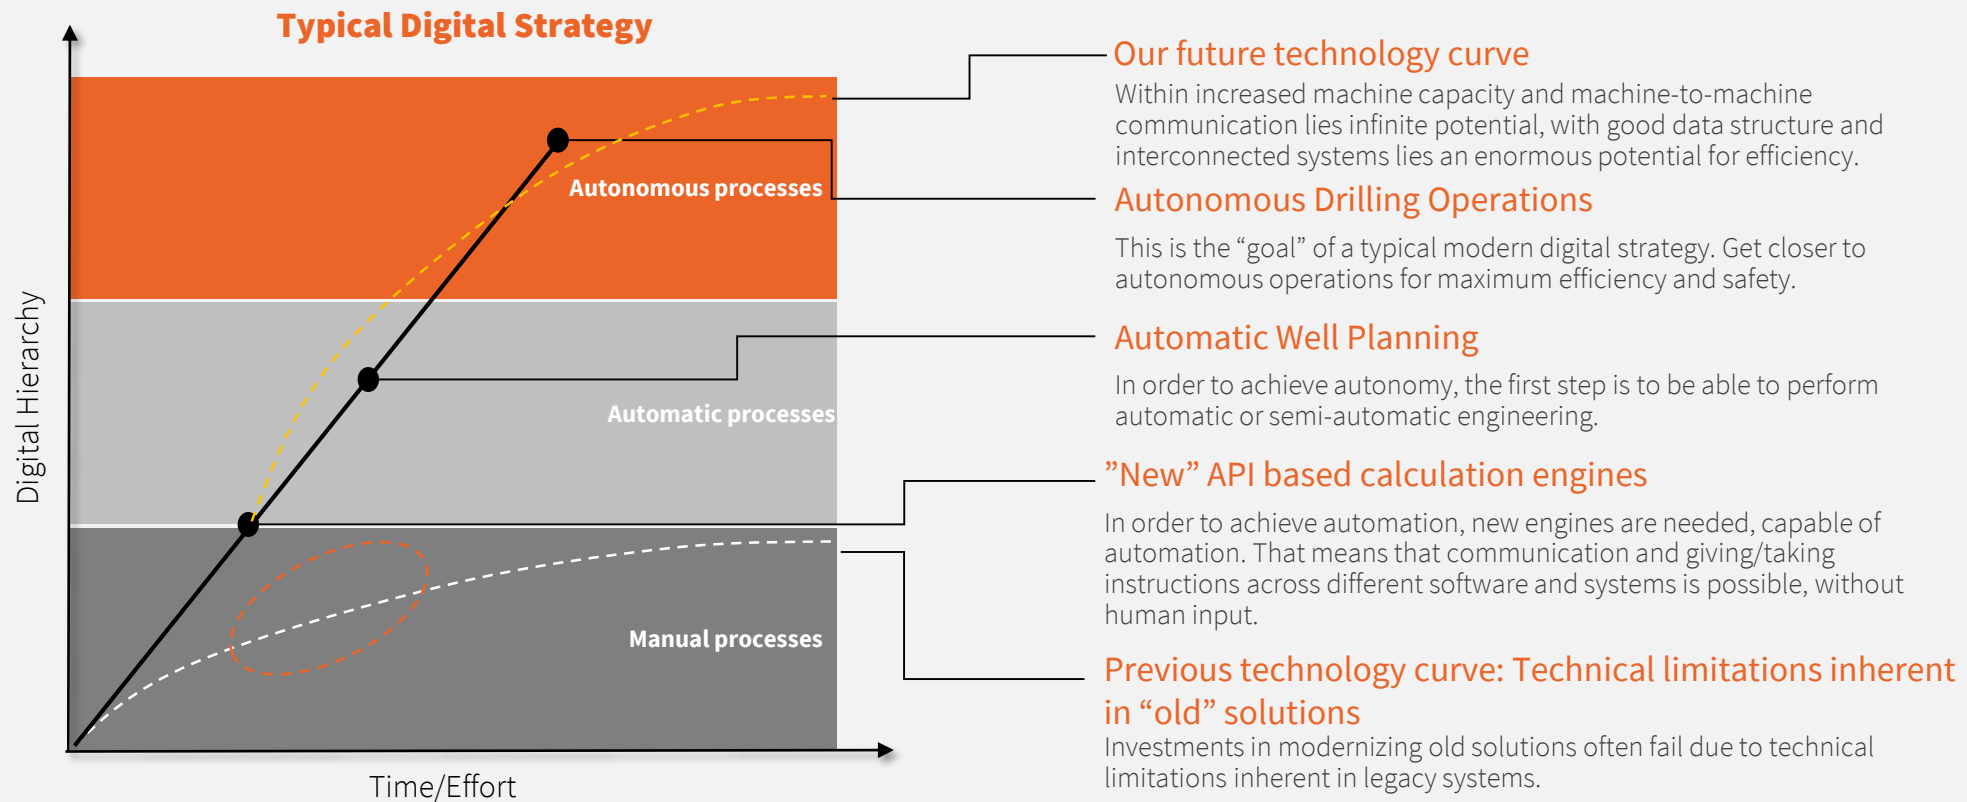 Typical Digital Strategy
Digital Hierarchy
Autonomous processes
Automatic processes
Manual processes
Time/Effort
Our future technology curve
Within increased machine capacity and machine-to-machine
communication lies infinite potential, with good data structure and
interconnected systems lies an enormous potential for efficiency.
Autonomous Drilling Operations
This is the “goal” of a typical modern digital strategy. Get closer to
autonomous operations for maximum efficiency and safety.
Automatic Well Planning
In order to achieve autonomy, the first step is to be able to perform
automatic or semi-automatic engineering.
”New” API based calculation engines
In order to achieve automation, new engines are needed, capable of
automation. That means that communication and giving/taking
instructions across different software and systems is possible, without
human input.
Previous technology curve: Technical limitations inherent
in “old” solutions
Investments in modernizing old solutions often fail due to technical
limitations inherent in legacy systems.